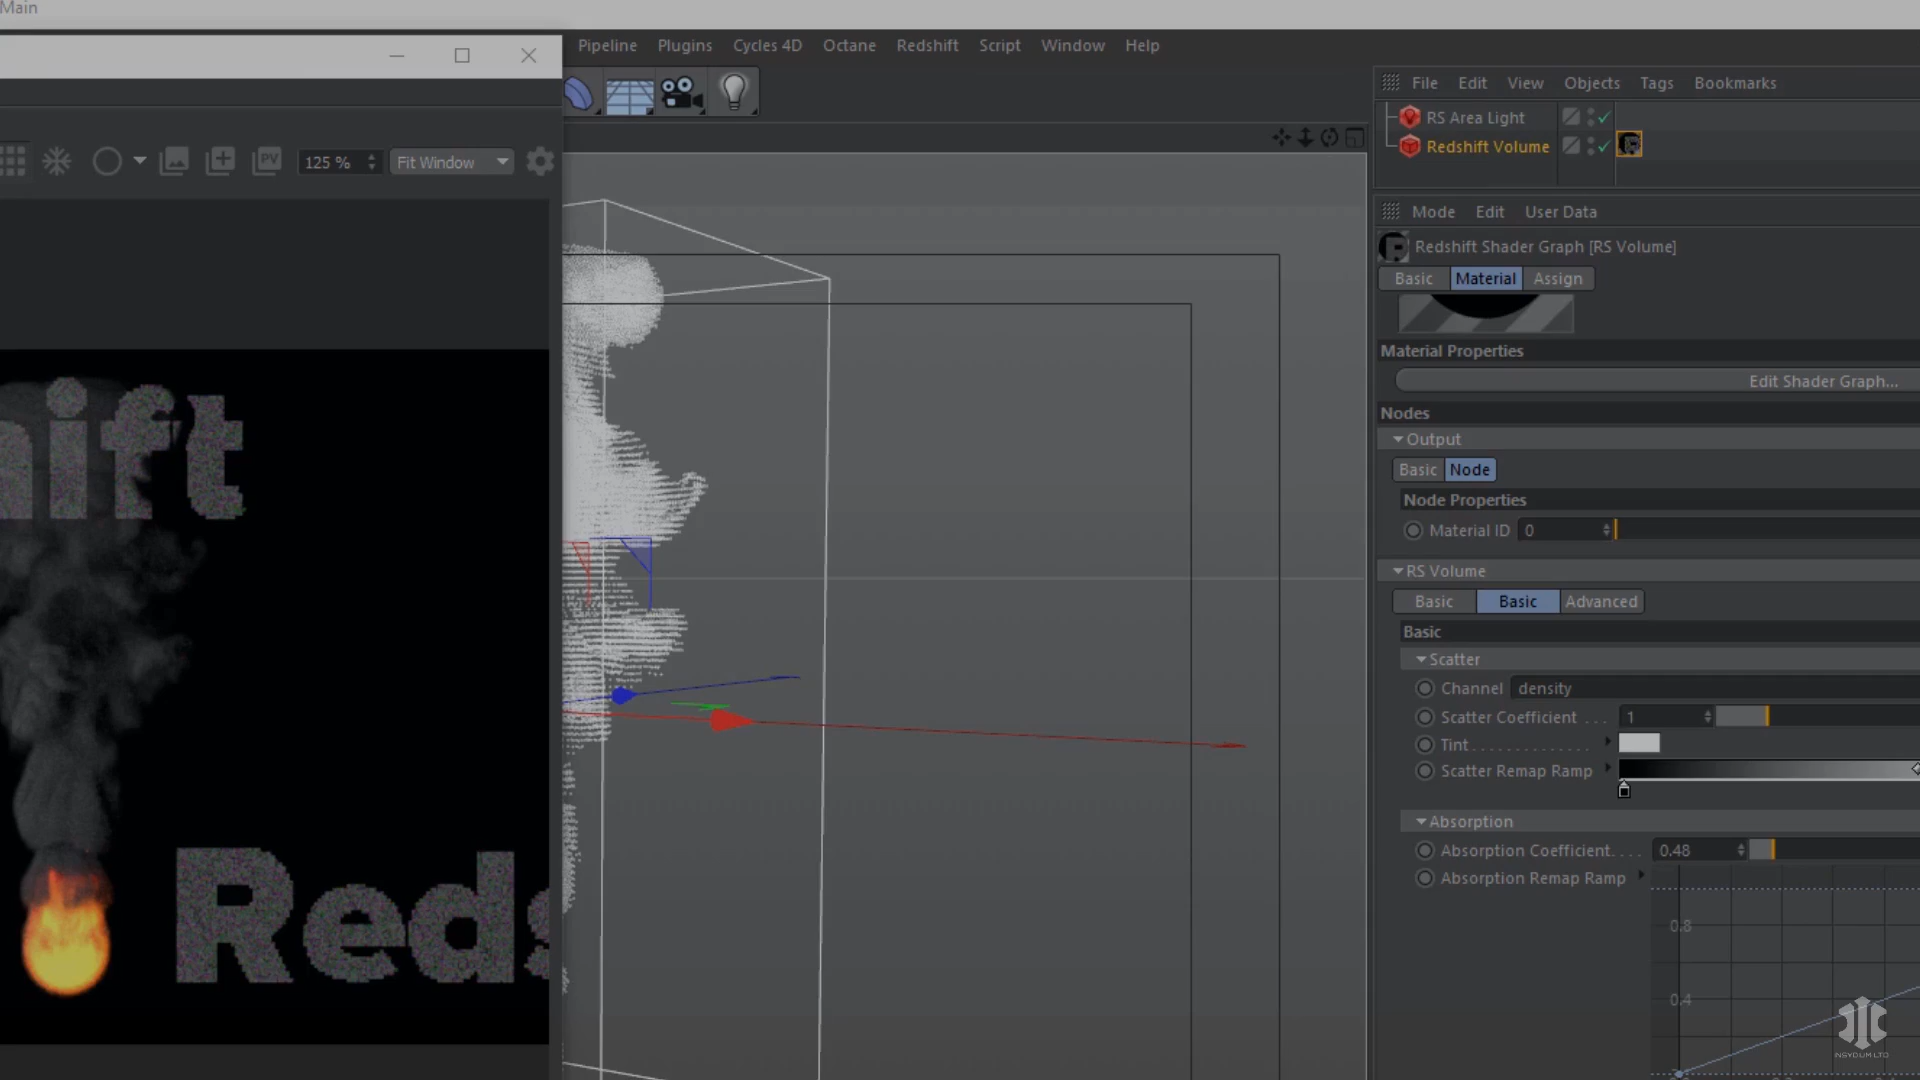 Main
Pipeline Plugins Cycles 4D Octane Redshift Script Window Help
File Edit View Objects Tags Bookmarks
RS Area Light
Redshift Volume
PV 125 % Fit Window
Mode Edit User Data
Redshift Shader Graph [RS Volume]
Basic Material Assign
Material Properties
Edit Shader Graph...
Nodes
Output
Basic Node
Node Properties
Material ID 0
RS Volume
Basic Basic Advanced
Basic
Scatter
Channel density
Scatter Coefficient . . . 1
Tint
Scatter Remap Ramp
Absorption
Absorption Coefficient. . . . 0.48
Absorption Remap Ramp
0.8
0.4
ift
Reds
INSYDIUM LTD